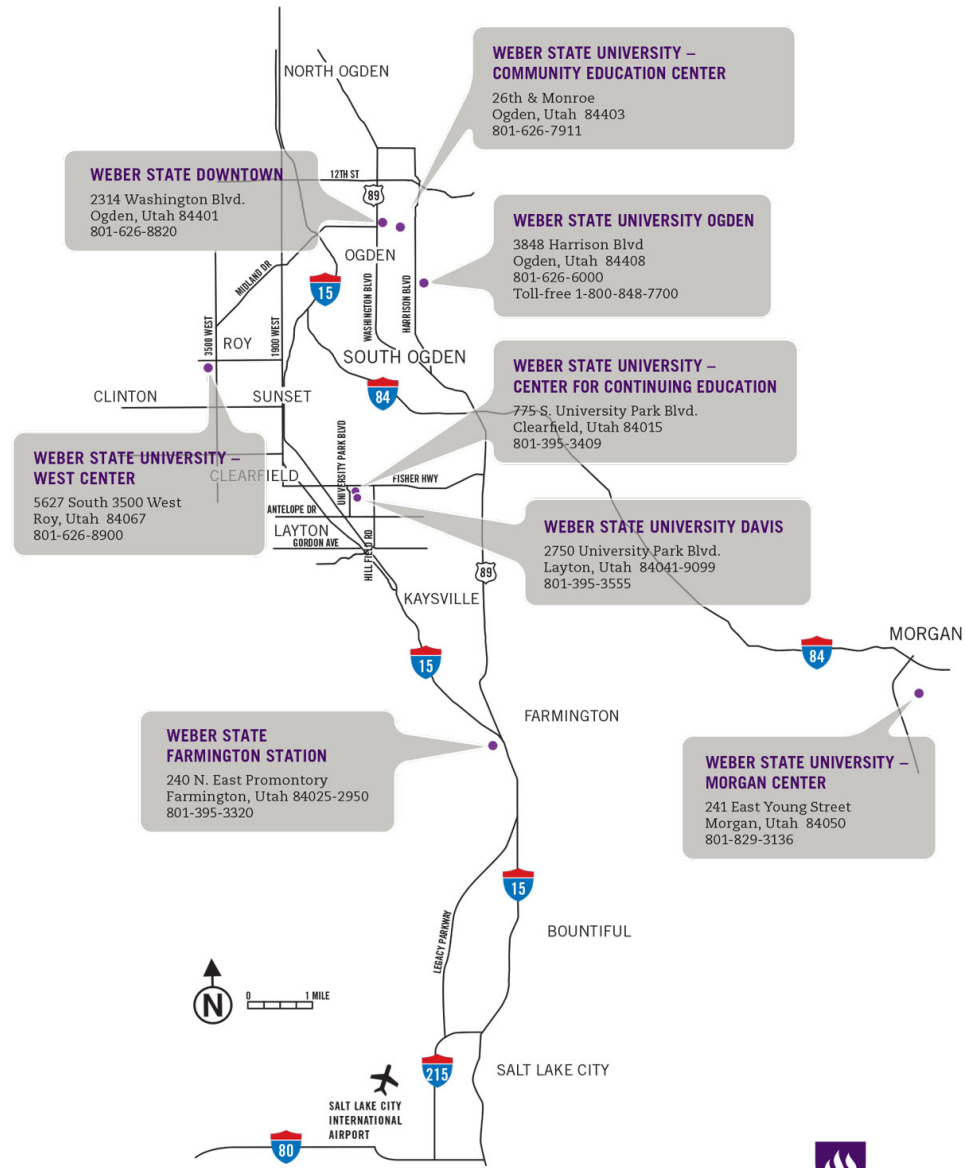 NORTH OGDEN
WEBER STATE UNIVERSITY –
COMMUNITY EDUCATION CENTER
26th & Monroe
Ogden, Utah 84403
801-626-7911
WEBER STATE DOWNTOWN
2314 Washington Blvd.
Ogden, Utah 84401
801-626-8820
12TH ST
89
WEBER STATE UNIVERSITY OGDEN
3848 Harrison Blvd
Ogden, Utah 84408
801-626-6000
Toll-free 1-800-848-7700
OGDEN
MIDLAND DR
15
WASHINGTON BLVD
HARRISON BLVD
3500 WEST
ROY
1900 WEST
SOUTH OGDEN
84
WEBER STATE UNIVERSITY –
CENTER FOR CONTINUING EDUCATION
775 S. University Park Blvd.
Clearfield, Utah 84015
801-395-3409
CLINTON
SUNSET
WEBER STATE UNIVERSITY –
WEST CENTER
5627 South 3500 West
Roy, Utah 84067
801-626-8900
CLEARFIELD
UNIVERSITY PARK BLVD
FISHER HWY
ANTELOPE DR
LAYTON
GORDON AVE
HILL FIELD RD
WEBER STATE UNIVERSITY DAVIS
2750 University Park Blvd.
Layton, Utah 84041-9099
801-395-3555
89
KAYSVILLE
15
84
MORGAN
FARMINGTON
WEBER STATE
FARMINGTON STATION
240 N. East Promontory
Farmington, Utah 84025-2950
801-395-3320
WEBER STATE UNIVERSITY –
MORGAN CENTER
241 East Young Street
Morgan, Utah 84050
801-829-3136
15
LEGACY PARKWAY
BOUNTIFUL
N
0 1 MILE
215
SALT LAKE CITY
SALT LAKE CITY
INTERNATIONAL
AIRPORT
80